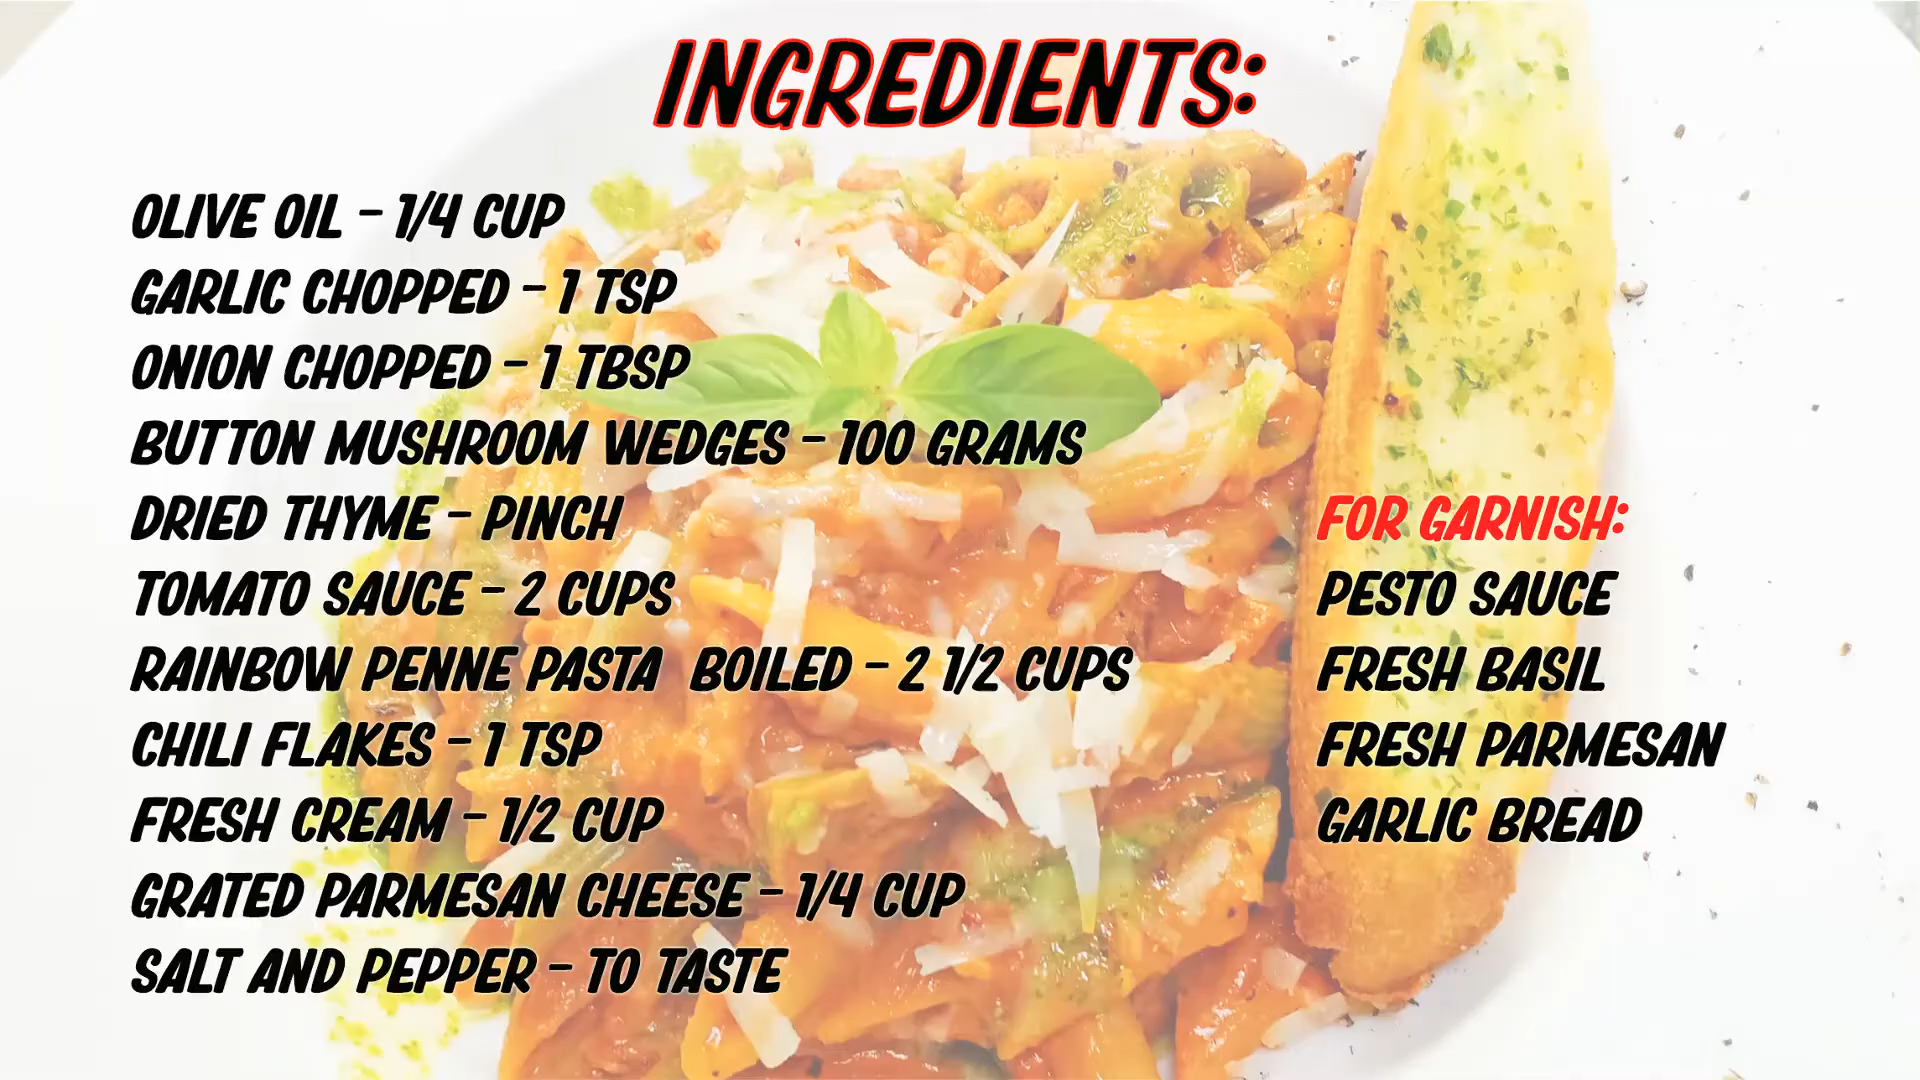 INGREDIENTS:
OLIVE OIL - 1/4 CUP
GARLIC CHOPPED - 1 TSP
ONION CHOPPED - 1 TBSP
BUTTON MUSHROOM WEDGES - 100 GRAMS
DRIED THYME - PINCH
TOMATO SAUCE - 2 CUPS
RAINBOW PENNE PASTA  BOILED - 2 1/2 CUPS
CHILI FLAKES - 1 TSP
FRESH CREAM - 1/2 CUP
GRATED PARMESAN CHEESE - 1/4 CUP
SALT AND PEPPER - TO TASTE
FOR GARNISH:
PESTO SAUCE
FRESH BASIL
FRESH PARMESAN
GARLIC BREAD